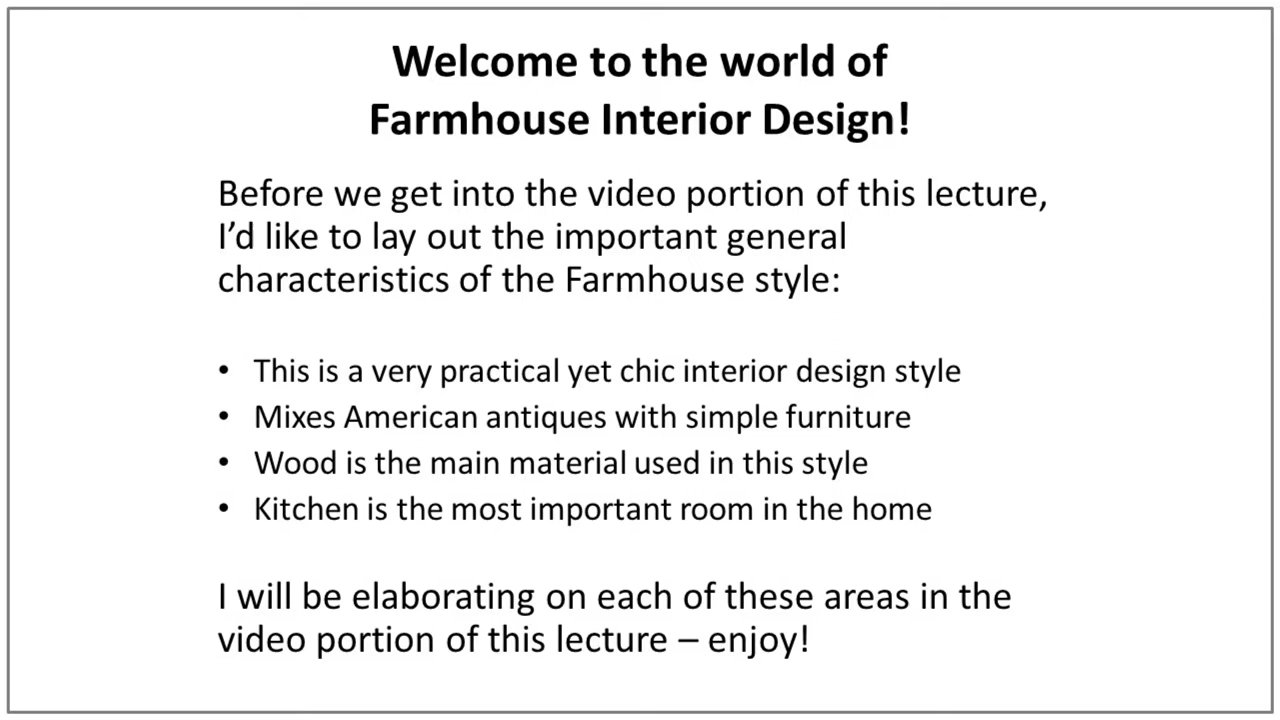 Welcome to the world of
Farmhouse Interior Design!
Before we get into the video portion of this lecture,
I’d like to lay out the important general
characteristics of the Farmhouse style:
• This is a very practical yet chic interior design style
• Mixes American antiques with simple furniture
• Wood is the main material used in this style
• Kitchen is the most important room in the home
I will be elaborating on each of these areas in the
video portion of this lecture – enjoy!